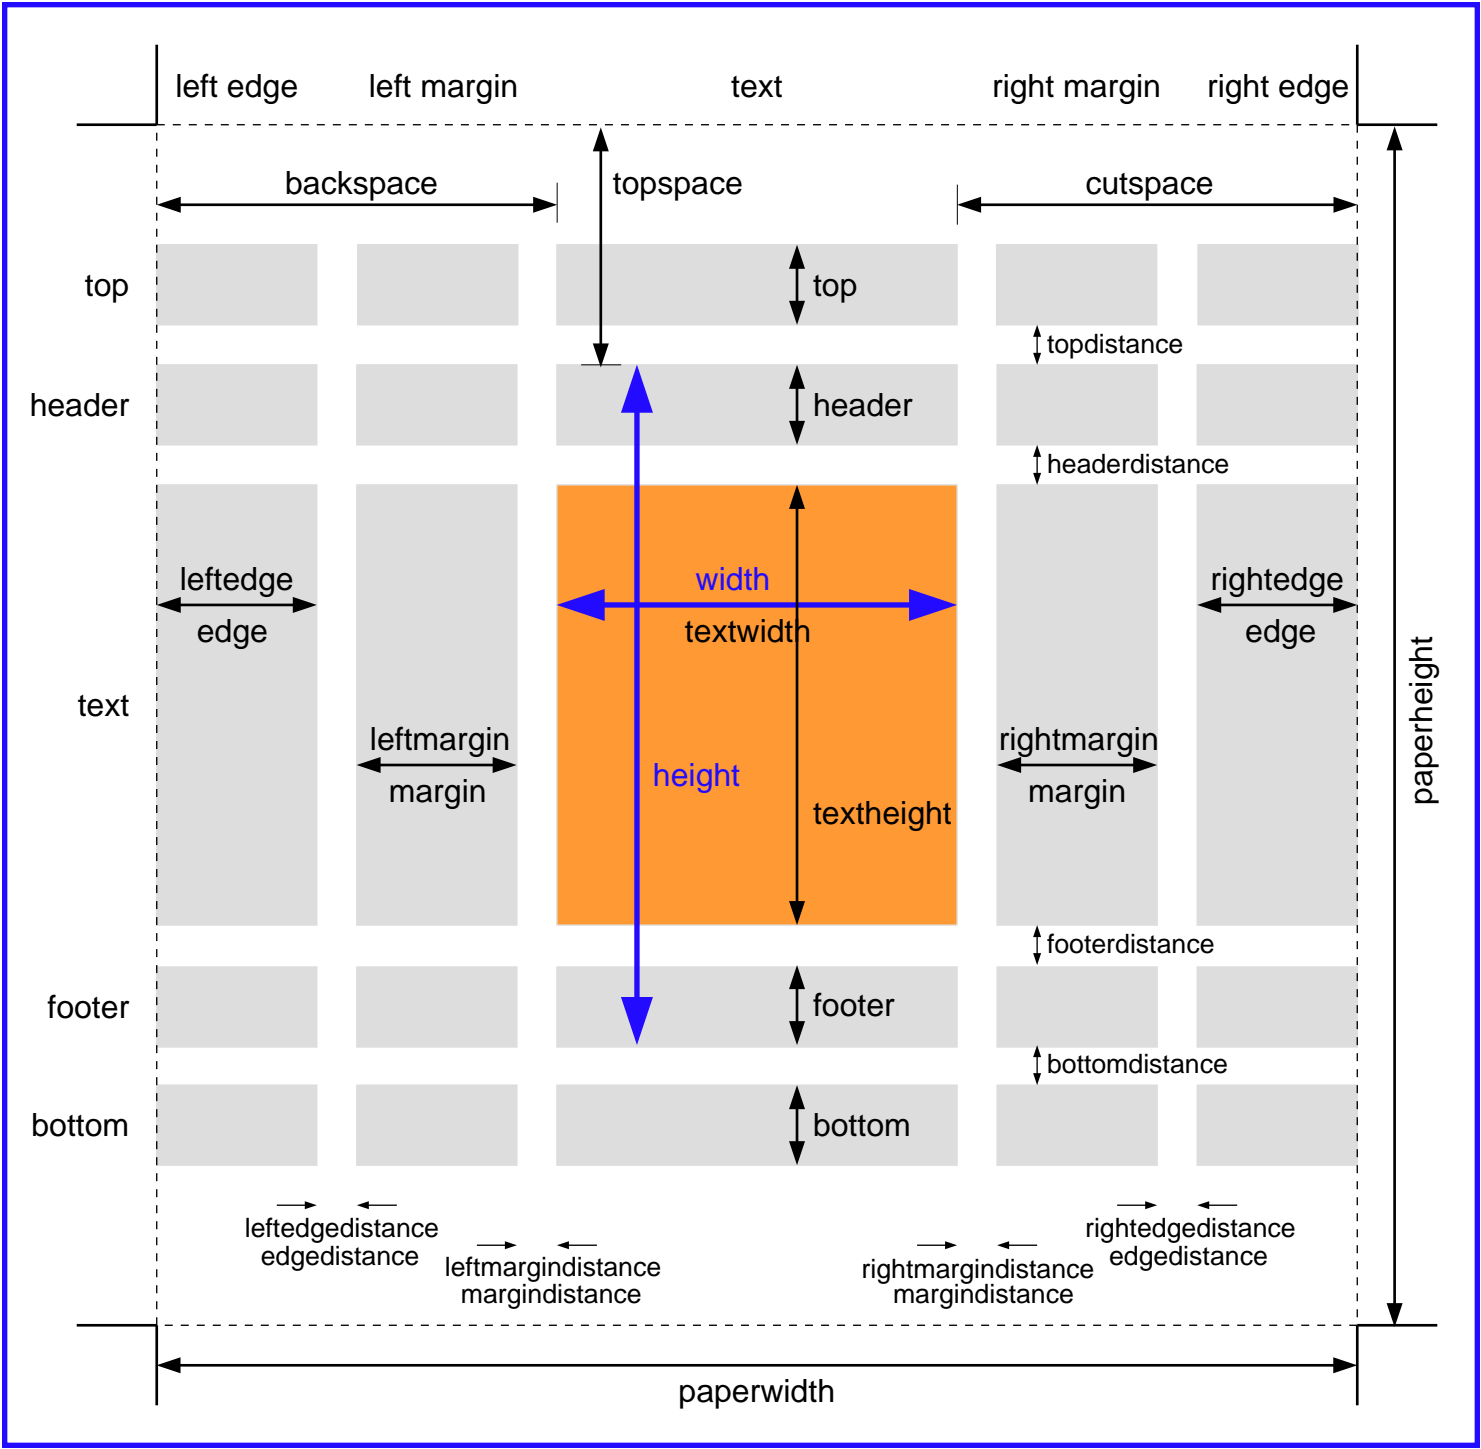 left edge
left margin
text
right margin
right edge
backspace
topspace
cutspace
top
top
topdistance
header
header
headerdistance
leftedge
edge
width
textwidth
rightedge
edge
text
leftmargin
margin
height
rightmargin
margin
textheight
paperheight
footerdistance
footer
footer
bottomdistance
bottom
bottom
leftedgedistance
edgedistance
leftmargindistance
margindistance
rightmargindistance
margindistance
rightedgedistance
edgedistance
paperwidth